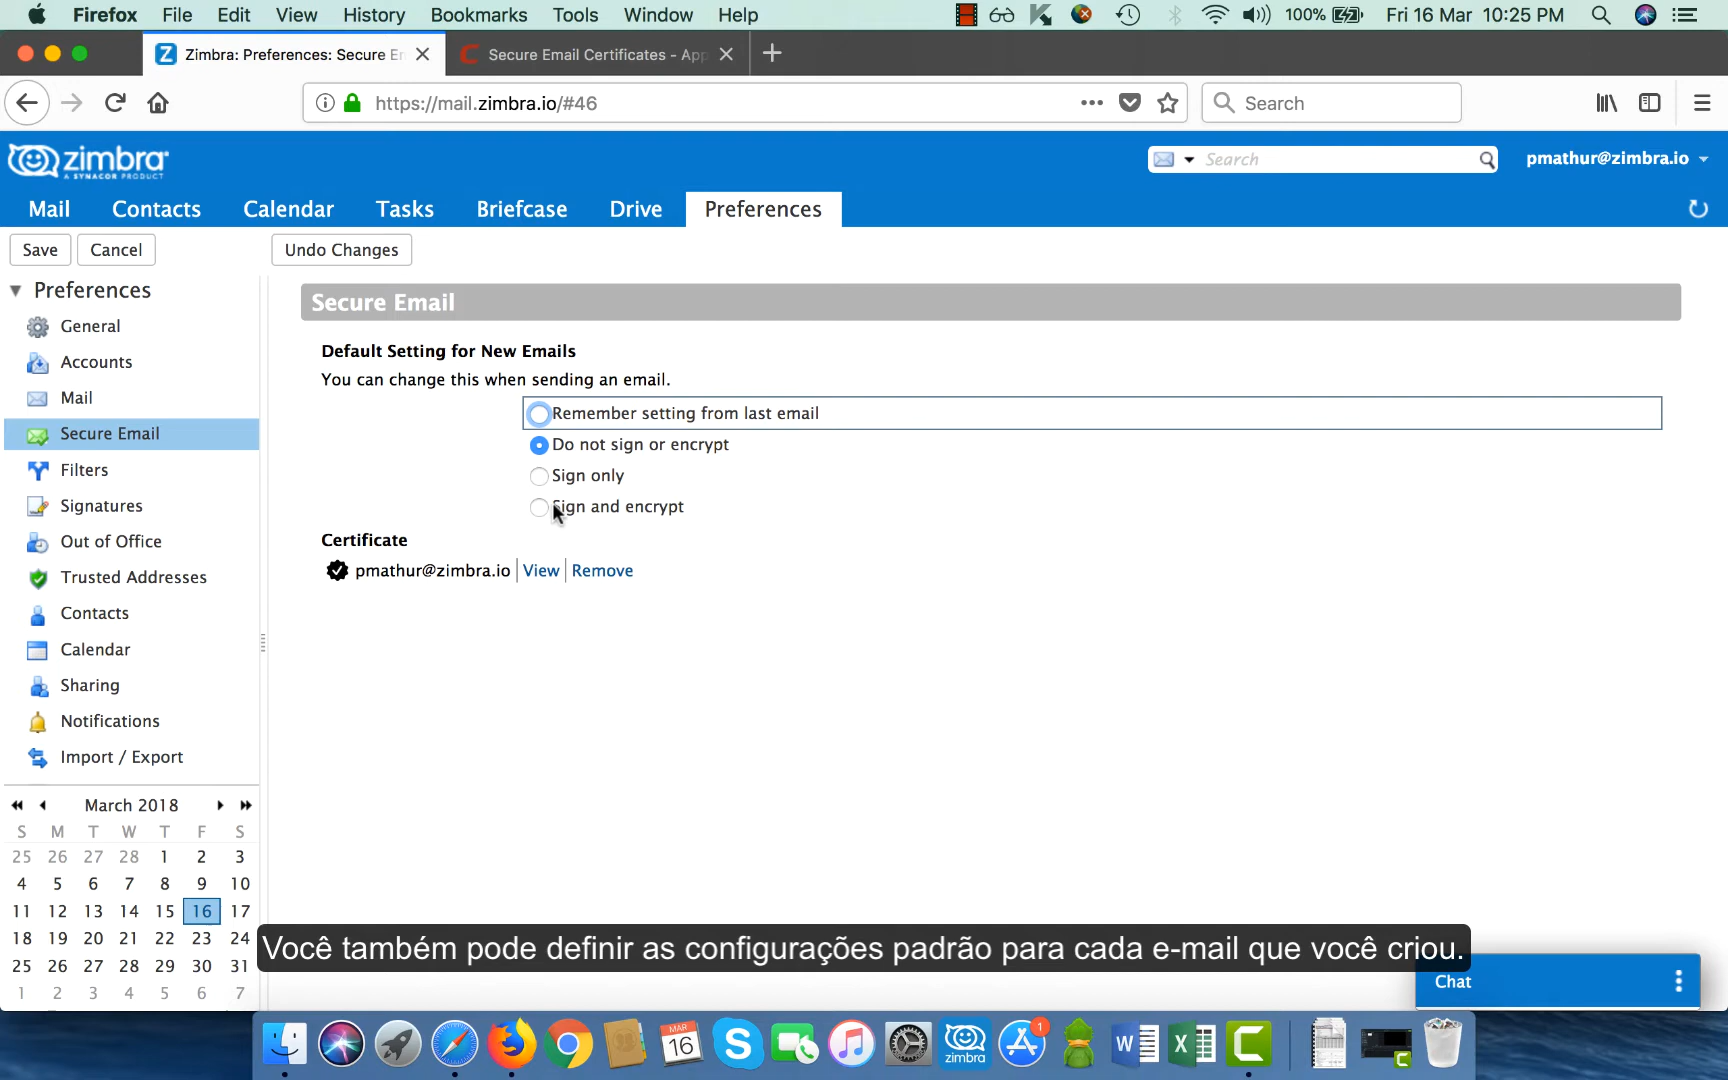 Firefox File Edit View History Bookmarks Tools Window Help 100% Fri 16 Mar 10:25 PM
Zimbra: Preferences: Secure E Secure Email Certificates - App
https://mail.zimbra.io/#46 Search
zimbra
A SYNACOR PRODUCT
Search pmathur@zimbra.io
Mail Contacts Calendar Tasks Briefcase Drive Preferences
Save Cancel Undo Changes
Preferences
General
Accounts
Mail
Secure Email
Filters
Signatures
Out of Office
Trusted Addresses
Contacts
Calendar
Sharing
Notifications
Import / Export
Secure Email
Default Setting for New Emails
You can change this when sending an email.
Remember setting from last email
Do not sign or encrypt
Sign only
Sign and encrypt
Certificate
pmathur@zimbra.io View Remove
March 2018
S M T W T F S
25 26 27 28 1 2 3
4 5 6 7 8 9 10
11 12 13 14 15 16 17
18 19 20 21 22 23 24
25 26 27 28 29 30 31
1 2 3 4 5 6 7
Você também pode definir as configurações padrão para cada e-mail que você criou.
Chat
MAR
16
zimbra
1